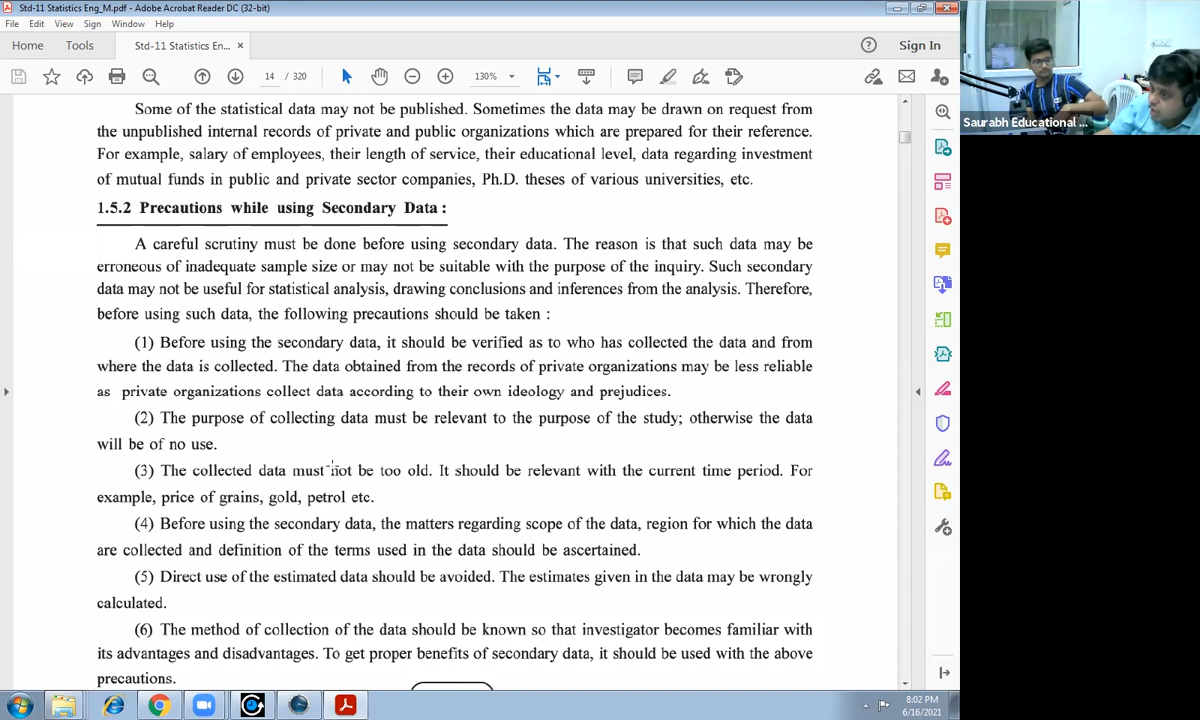 Std-11 Statistics Eng_M.pdf - Adobe Acrobat Reader DC (32-bit)
File Edit View Sign Window Help
Home Tools Std-11 Statistics En... × Sign In
14 / 320 130%
Saurabh Educational ...
Some of the statistical data may not be published. Sometimes the data may be drawn on request from
the unpublished internal records of private and public organizations which are prepared for their reference.
For example, salary of employees, their length of service, their educational level, data regarding investment
of mutual funds in public and private sector companies, Ph.D. theses of various universities, etc.
1.5.2 Precautions while using Secondary Data :
A careful scrutiny must be done before using secondary data. The reason is that such data may be
erroneous of inadequate sample size or may not be suitable with the purpose of the inquiry. Such secondary
data may not be useful for statistical analysis, drawing conclusions and inferences from the analysis. Therefore,
before using such data, the following precautions should be taken :
(1) Before using the secondary data, it should be verified as to who has collected the data and from
where the data is collected. The data obtained from the records of private organizations may be less reliable
as private organizations collect data according to their own ideology and prejudices.
(2) The purpose of collecting data must be relevant to the purpose of the study; otherwise the data
will be of no use.
(3) The collected data must not be too old. It should be relevant with the current time period. For
example, price of grains, gold, petrol etc.
(4) Before using the secondary data, the matters regarding scope of the data, region for which the data
are collected and definition of the terms used in the data should be ascertained.
(5) Direct use of the estimated data should be avoided. The estimates given in the data may be wrongly
calculated.
(6) The method of collection of the data should be known so that investigator becomes familiar with
its advantages and disadvantages. To get proper benefits of secondary data, it should be used with the above
precautions.
8:02 PM
6/16/2021